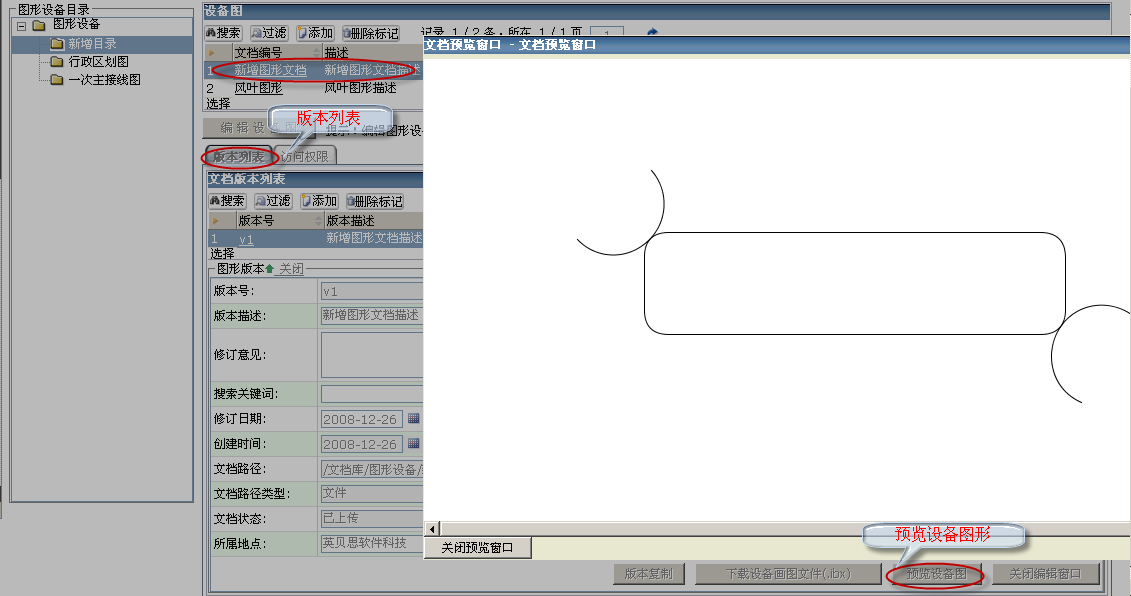 图形设备目录
图形设备
新增目录
行政区划图
一次主接线图
设备图
搜索 过滤 添加 删除标记 记录 1 / 2 条，所在 1 / 1 页 1
文档编号 描述
1 新增图形文档 新增图形文档描述
2 风叶图形 风叶图形描述
选择
编辑设备图
提示：编辑图形设
版本列表
版本列表 访问权限
文档版本列表
搜索 过滤 添加 删除标记
版本号 版本描述
1 v1 新增图形文档描述
选择
图形版本 关闭
版本号: v1
版本描述: 新增图形文档描述
修订意见:
搜索关键词:
修订日期: 2008-12-26
创建时间: 2008-12-26
文档路径: /文档库/图形设备/
文档路径类型: 文件
文档状态: 已上传
所属地点: 英贝思软件科技
文档预览窗口 - 文档预览窗口
关闭预览窗口
预览设备图形
版本复制 下载设备画图文件(.ibx) 预览设备图 关闭编辑窗口